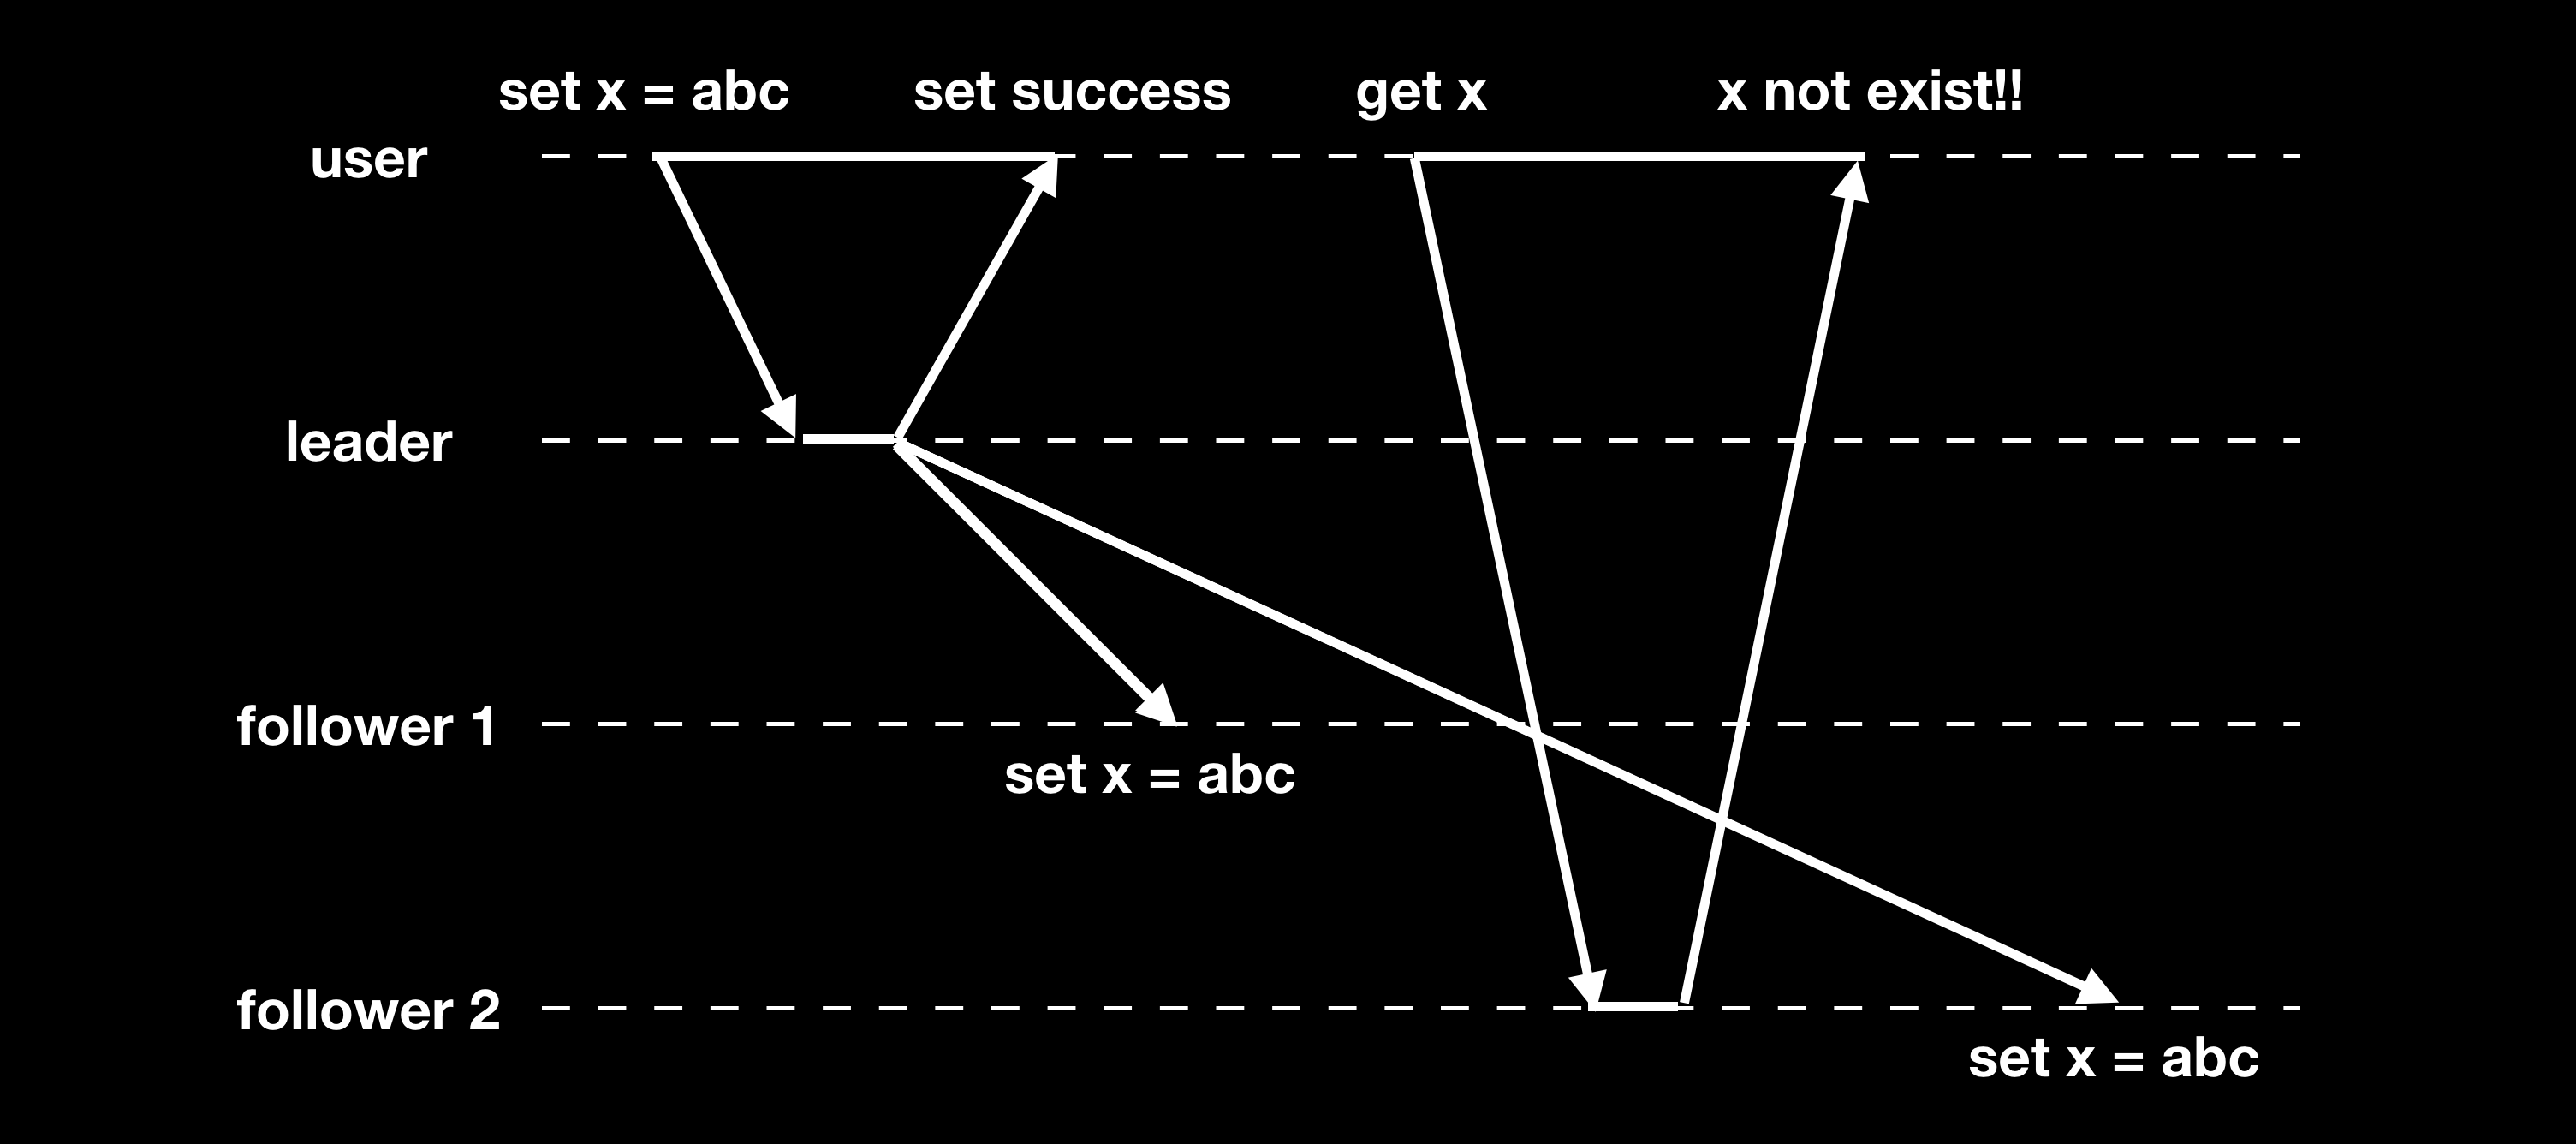 set x = abc
set success
get x
x not exist!!
user
leader
follower 1
set x = abc
follower 2
set x = abc